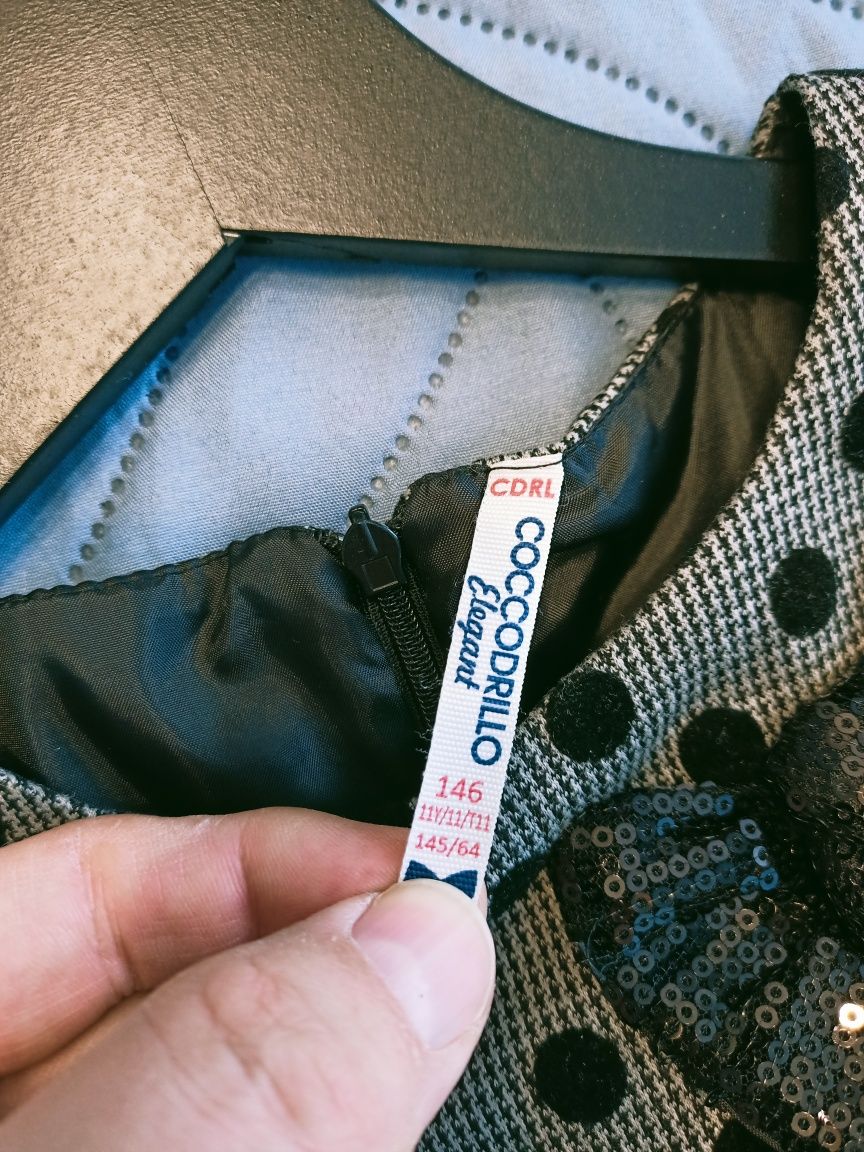 CDRL
COCCODRILLO
Elegant
146
11Y/11/T11
145/64